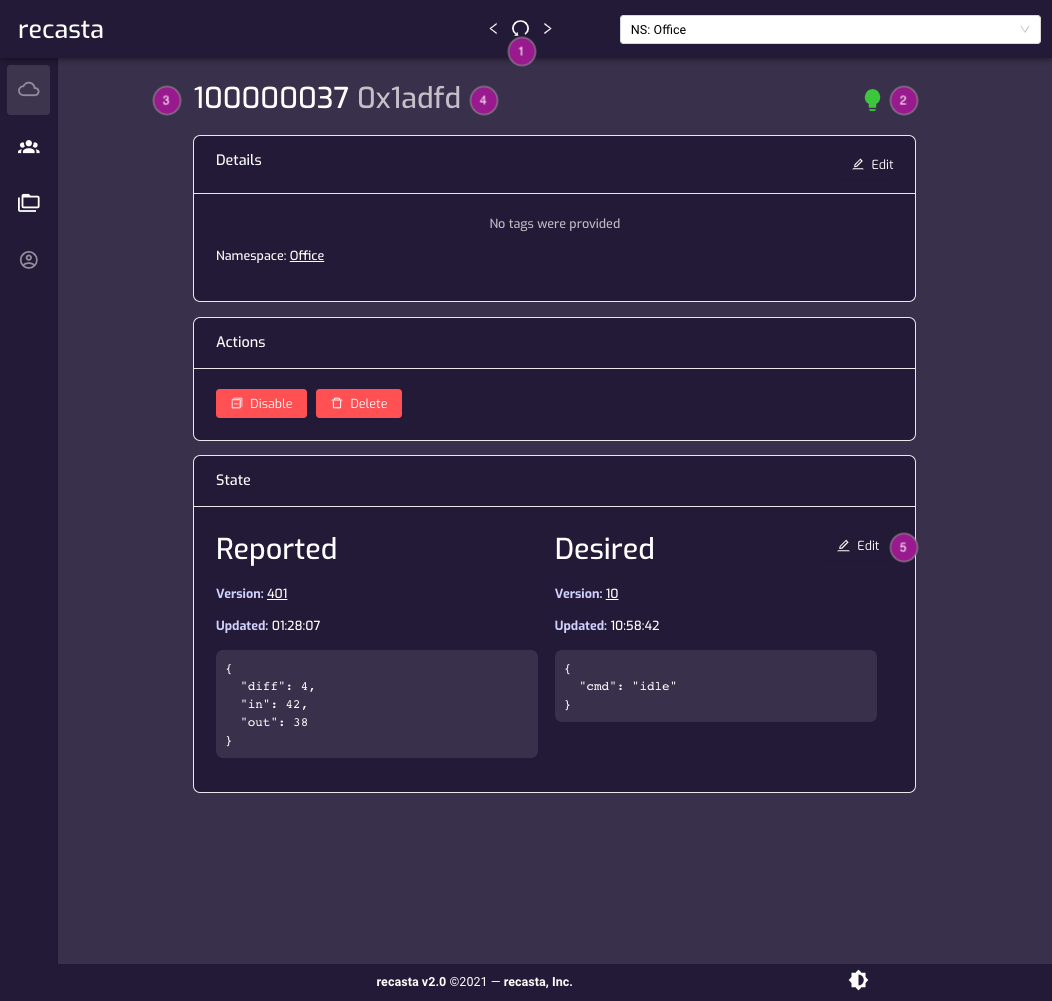 recasta
< >
NS: Office
1
3
100000037 0x1adfd
4
2
Details
Edit
No tags were provided
Namespace: Office
Actions
Disable
Delete
State
Reported
Version: 401
Updated: 01:28:07
{
"diff": 4,
"in": 42,
"out": 38
}
Desired
Edit
5
Version: 10
Updated: 10:58:42
{
"cmd": "idle"
}
recasta v2.0 ©2021 — recasta, Inc.